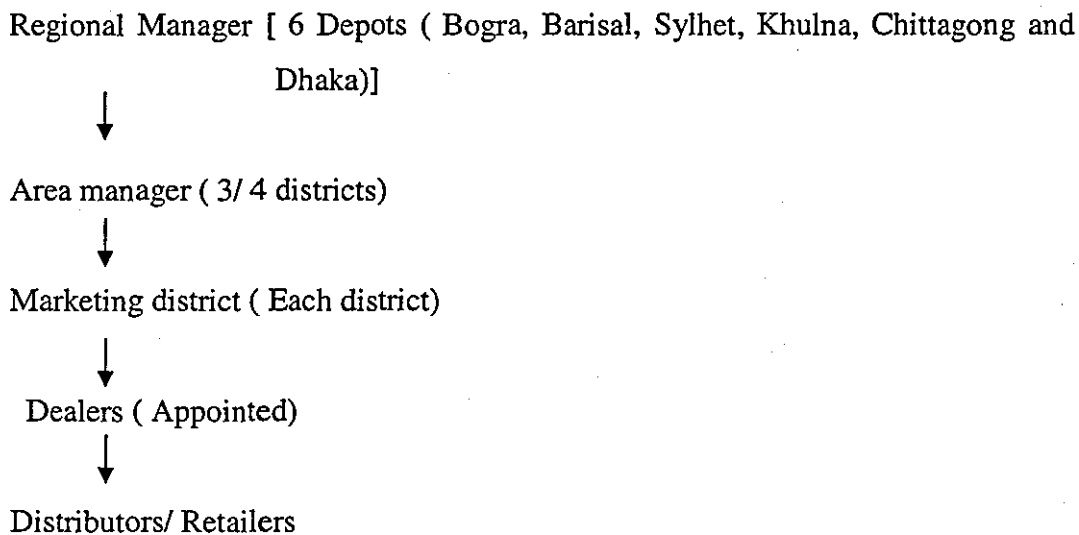 Regional Manager [ 6 Depots ( Bogra, Barisal, Sylhet, Khulna, Chittagong and
Dhaka)]
Area manager ( 3/ 4 districts)
Marketing district ( Each district)
Dealers ( Appointed)
Distributors/ Retailers